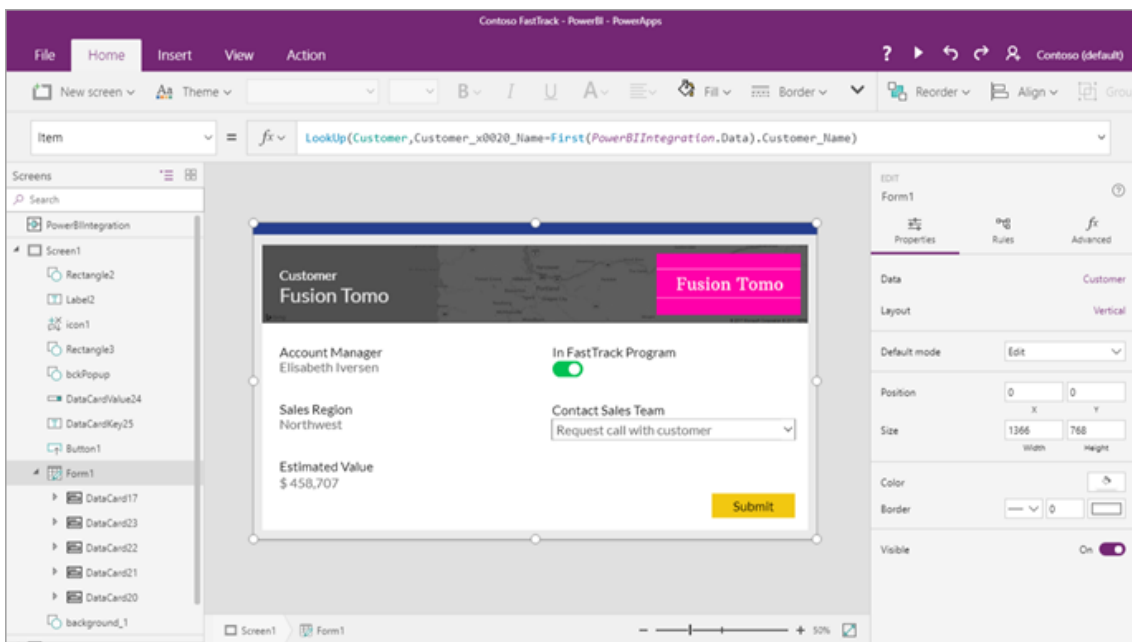 Contoso FastTrack - PowerBI - PowerApps
File Home Insert View Action ? Contoso (default)
New screen Aa Theme B I U A Fill Border Reorder Align Grou
Item = fx LookUp(Customer,Customer_x0020_Name=First(PowerBIIntegration.Data).Customer_Name)
Screens
Search
PowerBIIntegration
Screen1
Rectangle2
Label2
icon1
Rectangle3
bckPopup
DataCardValue24
DataCardKey25
Button1
Form1
DataCard17
DataCard23
DataCard22
DataCard21
DataCard20
background_1
Customer
Fusion Tomo
Fusion Tomo
Account Manager
Elisabeth Iversen
In FastTrack Program
Sales Region
Northwest
Contact Sales Team
Request call with customer
Estimated Value
$ 458,707
Submit
Screen1 Form1 50%
EDIT
Form1
Properties Rules fx Advanced
Data Customer
Layout Vertical
Default mode Edit
Position 0 0
X Y
Size 1366 768
Width Height
Color
Border 0
Visible On